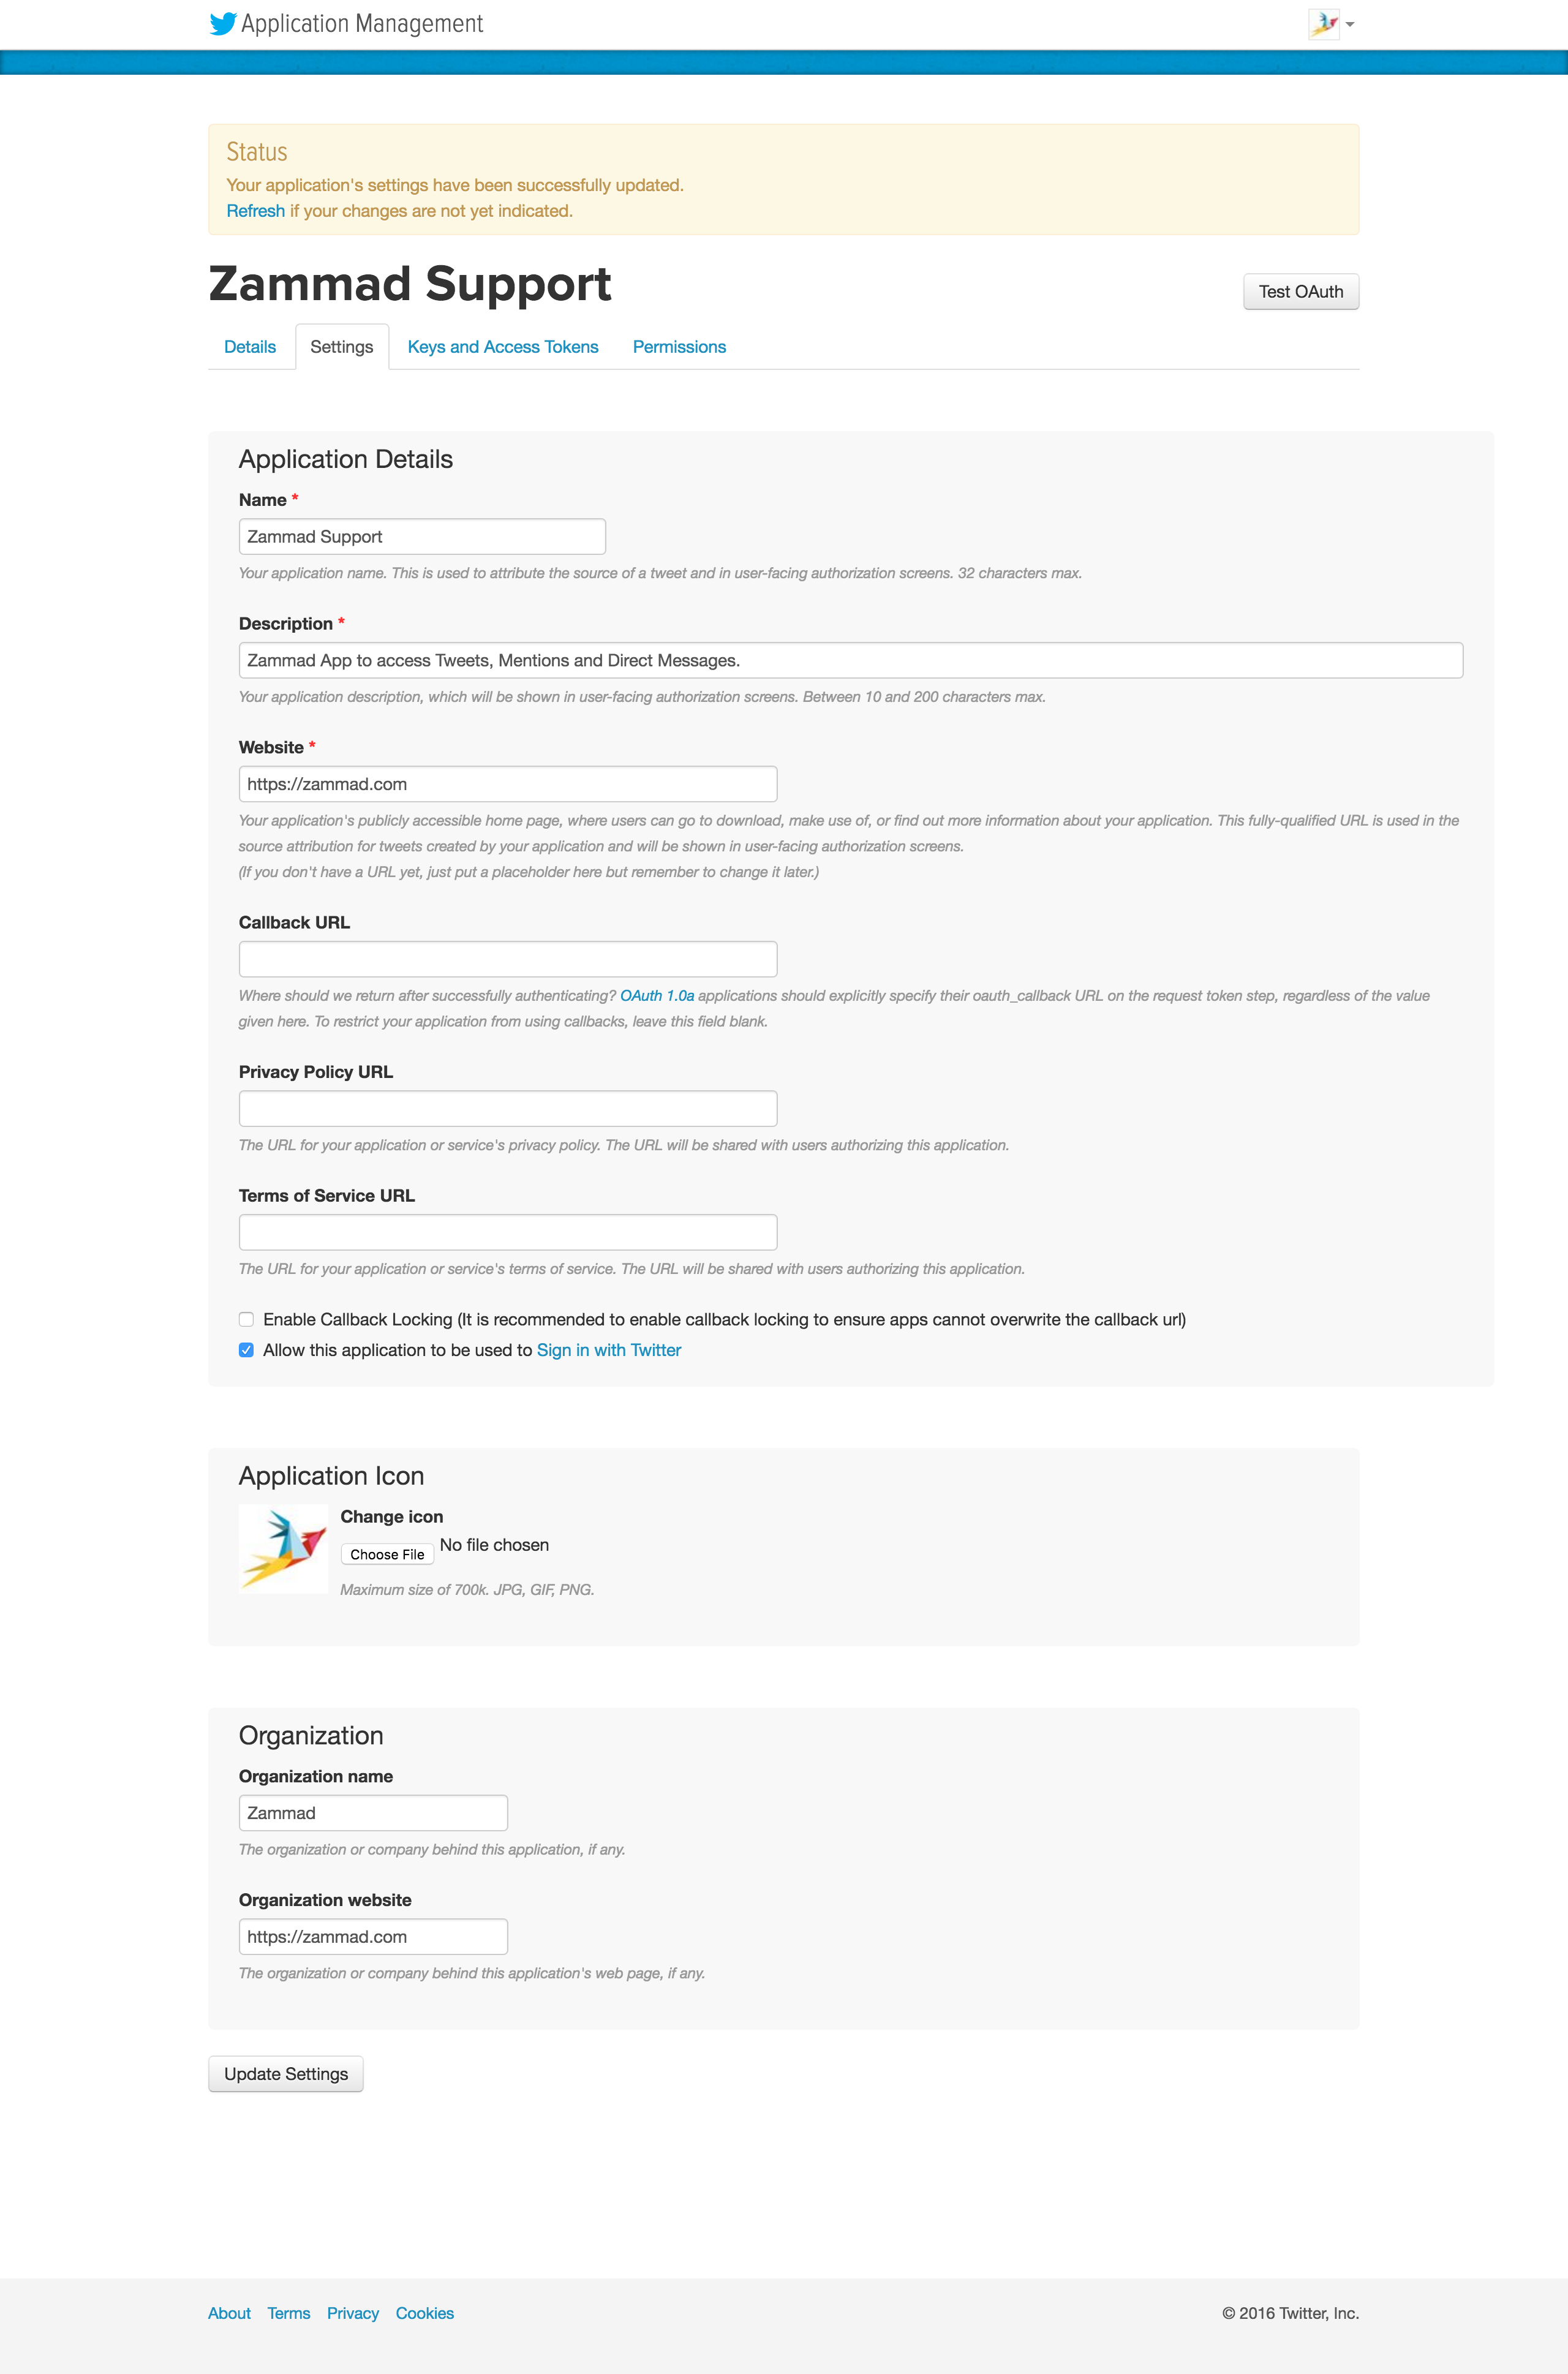 Application Management
Status
Your application's settings have been successfully updated.
Refresh if your changes are not yet indicated.
Zammad Support
Test OAuth
Details Settings Keys and Access Tokens Permissions
Application Details
Name *
Zammad Support
Your application name. This is used to attribute the source of a tweet and in user-facing authorization screens. 32 characters max.
Description *
Zammad App to access Tweets, Mentions and Direct Messages.
Your application description, which will be shown in user-facing authorization screens. Between 10 and 200 characters max.
Website *
https://zammad.com
Your application's publicly accessible home page, where users can go to download, make use of, or find out more information about your application. This fully-qualified URL is used in the
source attribution for tweets created by your application and will be shown in user-facing authorization screens.
(If you don't have a URL yet, just put a placeholder here but remember to change it later.)
Callback URL
Where should we return after successfully authenticating? OAuth 1.0a applications should explicitly specify their oauth_callback URL on the request token step, regardless of the value
given here. To restrict your application from using callbacks, leave this field blank.
Privacy Policy URL
The URL for your application or service's privacy policy. The URL will be shared with users authorizing this application.
Terms of Service URL
The URL for your application or service's terms of service. The URL will be shared with users authorizing this application.
Enable Callback Locking (It is recommended to enable callback locking to ensure apps cannot overwrite the callback url)
Allow this application to be used to Sign in with Twitter
Application Icon
Change icon
Choose File No file chosen
Maximum size of 700k. JPG, GIF, PNG.
Organization
Organization name
Zammad
The organization or company behind this application, if any.
Organization website
https://zammad.com
The organization or company behind this application's web page, if any.
Update Settings
About Terms Privacy Cookies
© 2016 Twitter, Inc.